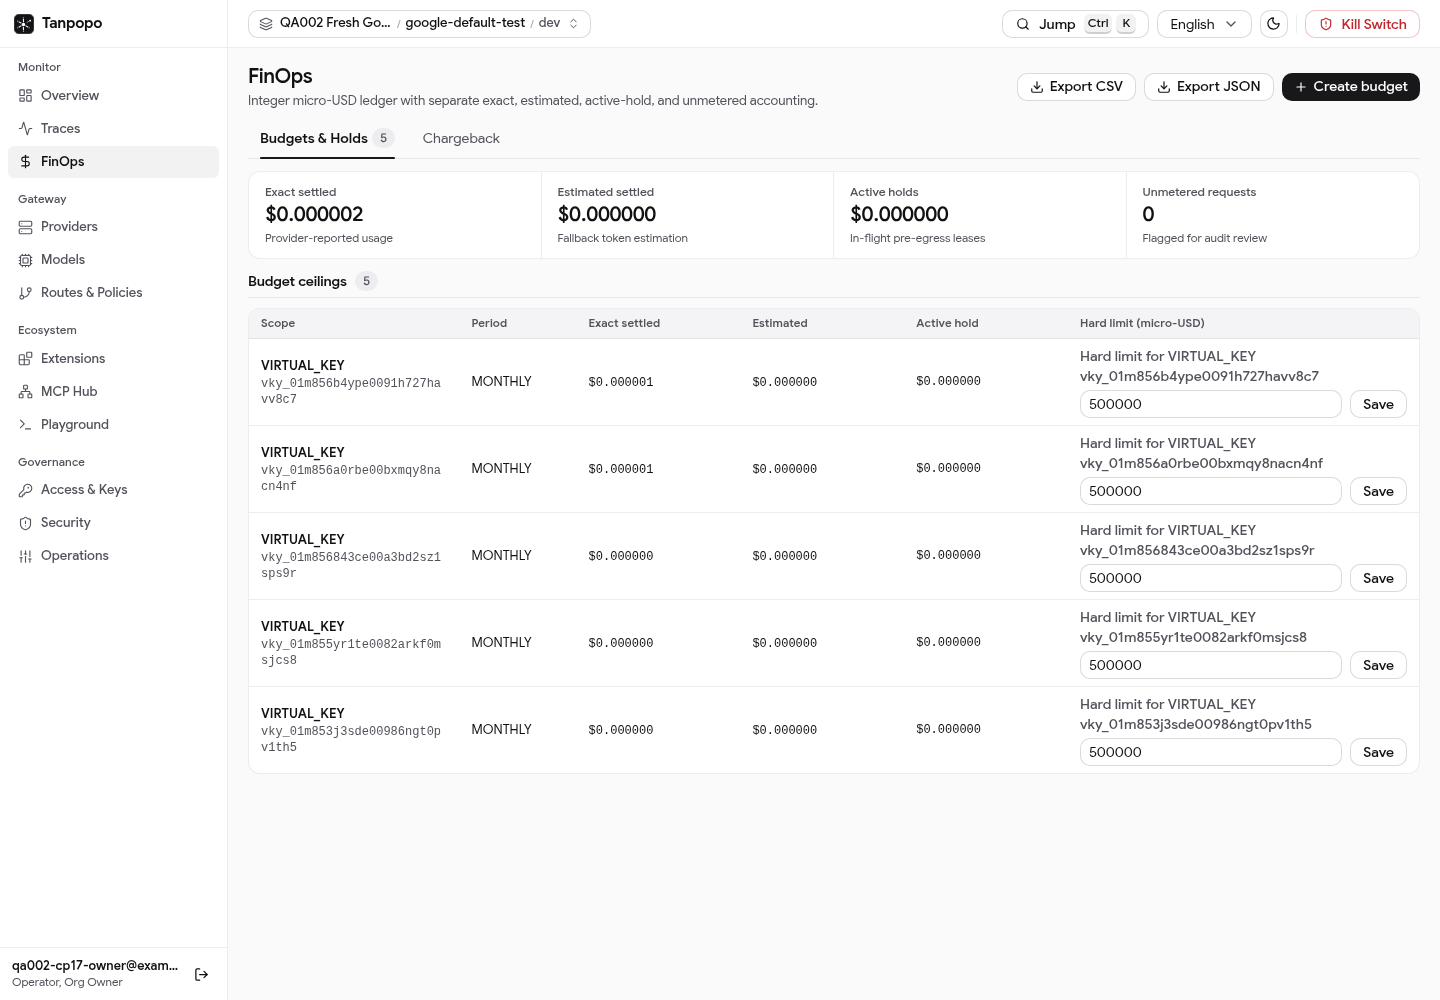 Tanpopo
QA002 Fresh Go... / google-default-test / dev
Jump Ctrl K
English
Kill Switch
Monitor
Overview
Traces
FinOps
Gateway
Providers
Models
Routes & Policies
Ecosystem
Extensions
MCP Hub
Playground
Governance
Access & Keys
Security
Operations
qa002-cp17-owner@exam...
Operator, Org Owner
FinOps
Integer micro-USD ledger with separate exact, estimated, active-hold, and unmetered accounting.
Export CSV
Export JSON
Create budget
Budgets & Holds 5
Chargeback
Exact settled
$0.000002
Provider-reported usage
Estimated settled
$0.000000
Fallback token estimation
Active holds
$0.000000
In-flight pre-egress leases
Unmetered requests
0
Flagged for audit review
Budget ceilings 5
Scope Period Exact settled Estimated Active hold Hard limit (micro-USD)
VIRTUAL_KEY
vky_01m856b4ype0091h727ha
vv8c7
MONTHLY
$0.000001
$0.000000
$0.000000
Hard limit for VIRTUAL_KEY
vky_01m856b4ype0091h727havv8c7
500000
Save
VIRTUAL_KEY
vky_01m856a0rbe00bxmqy8na
cn4nf
MONTHLY
$0.000001
$0.000000
$0.000000
Hard limit for VIRTUAL_KEY
vky_01m856a0rbe00bxmqy8nacn4nf
500000
Save
VIRTUAL_KEY
vky_01m856843ce00a3bd2sz1
sps9r
MONTHLY
$0.000000
$0.000000
$0.000000
Hard limit for VIRTUAL_KEY
vky_01m856843ce00a3bd2sz1sps9r
500000
Save
VIRTUAL_KEY
vky_01m855yr1te0082arkf0m
sjcs8
MONTHLY
$0.000000
$0.000000
$0.000000
Hard limit for VIRTUAL_KEY
vky_01m855yr1te0082arkf0msjcs8
500000
Save
VIRTUAL_KEY
vky_01m853j3sde00986ngt0p
v1th5
MONTHLY
$0.000000
$0.000000
$0.000000
Hard limit for VIRTUAL_KEY
vky_01m853j3sde00986ngt0pv1th5
500000
Save